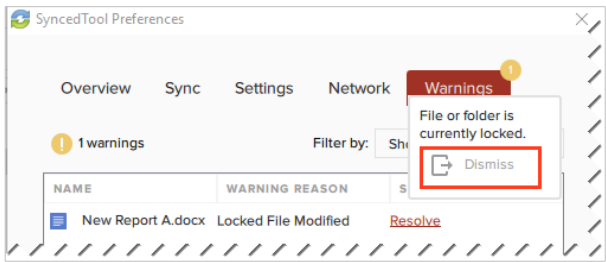 SyncedTool Preferences
Overview Sync Settings Network Warnings 1
File or folder is
currently locked.
Dismiss
1 warnings Filter by:
NAME WARNING REASON
New Report A.docx Locked File Modified Resolve